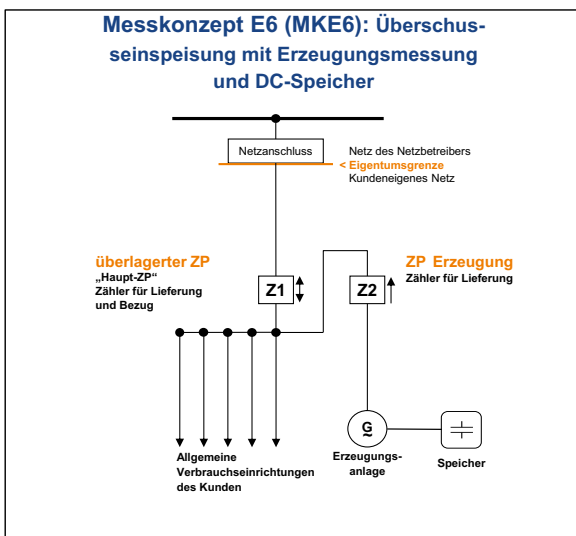 Messkonzept E6 (MKE6): Überschus-
seinspeisung mit Erzeugungsmessung
und DC-Speicher
Netzanschluss
Netz des Netzbetreibers
< Eigentumsgrenze
Kundeneigenes Netz
überlagerter ZP
„Haupt-ZP“
Zähler für Lieferung
und Bezug
Z1
ZP Erzeugung
Zähler für Lieferung
Z2
G
~
Erzeugungs-
anlage
Speicher
Allgemeine
Verbrauchseinrichtungen
des Kunden